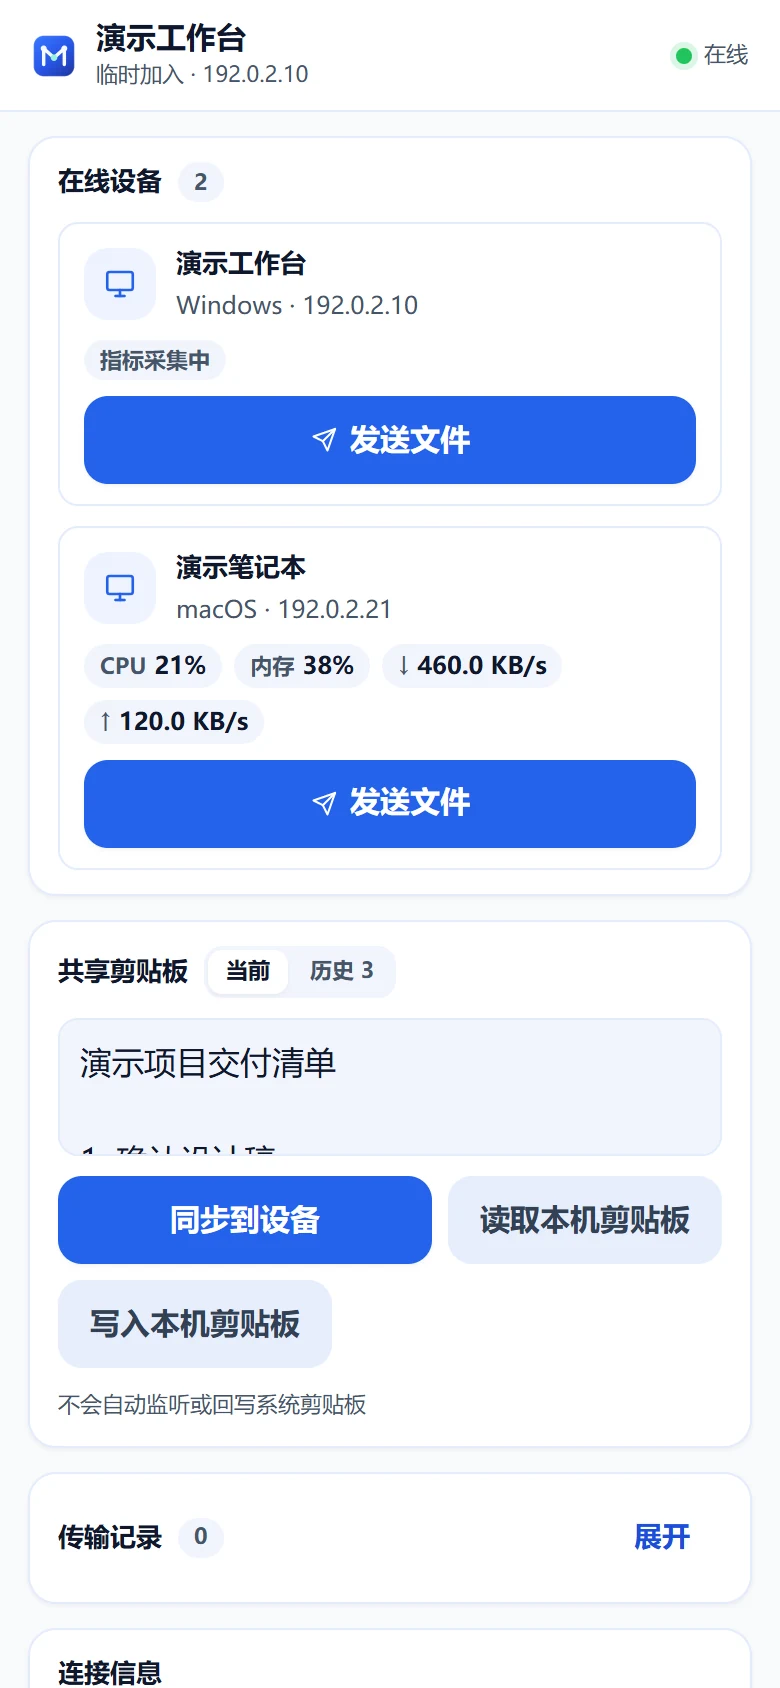 演示工作台
临时加入 · 192.0.2.10
在线
在线设备 2
演示工作台
Windows · 192.0.2.10
指标采集中
发送文件
演示笔记本
macOS · 192.0.2.21
CPU 21% 内存 38% ↓ 460.0 KB/s
↑ 120.0 KB/s
发送文件
共享剪贴板 当前 历史 3
演示项目交付清单
1. 确认设计稿
同步到设备 读取本机剪贴板
写入本机剪贴板
不会自动监听或回写系统剪贴板
传输记录 0 展开
连接信息